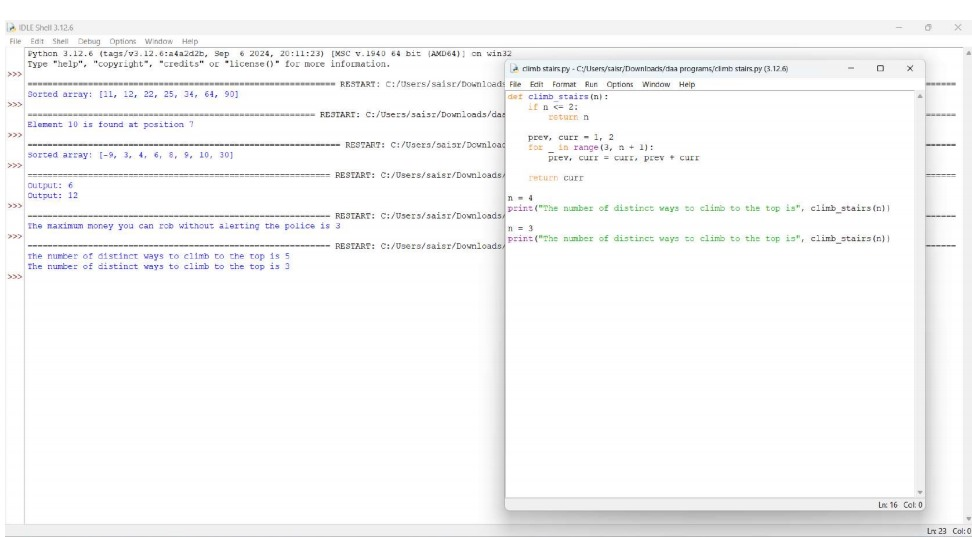 IDLE Shell 3.12.6
File Edit Shell Debug Options Window Help
Python 3.12.6 (tags/v3.12.6:a4a2d2b, Sep 6 2024, 20:11:23) [MSC v.1940 64 bit (AMD64)] on win32
Type "help", "copyright", "credits" or "license()" for more information.
>>>
============================================================ RESTART: C:/Users/saisr/Downloads
Sorted array: [11, 12, 22, 25, 34, 64, 90]
>>>
======================================================== RESTART: C:/Users/saisr/Downloads/daa
Element 10 is found at position 7
>>>
============================================================= RESTART: C:/Users/saisr/Downloa
Sorted array: [-9, 3, 4, 6, 8, 9, 10, 30]
>>>
=========================================================== RESTART: C:/Users/saisr/Downloads/
Output: 6
Output: 12
>>>
=========================================================== RESTART: C:/Users/saisr/Downloads/
The maximum money you can rob without alerting the police is 3
>>>
=========================================================== RESTART: C:/Users/saisr/Downloads/
The number of distinct ways to climb to the top is 5
The number of distinct ways to climb to the top is 3
>>>
Ln: 23 Col: 0
climb stairs.py - C:/Users/saisr/Downloads/daa programs/climb stairs.py (3.12.6)
File Edit Format Run Options Window Help
def climb_stairs(n):
    if n <= 2:
        return n
    prev, curr = 1, 2
    for _ in range(3, n + 1):
        prev, curr = curr, prev + curr
    return curr
n = 4
print("The number of distinct ways to climb to the top is", climb_stairs(n))
n = 3
print("The number of distinct ways to climb to the top is", climb_stairs(n))
Ln: 16 Col: 0